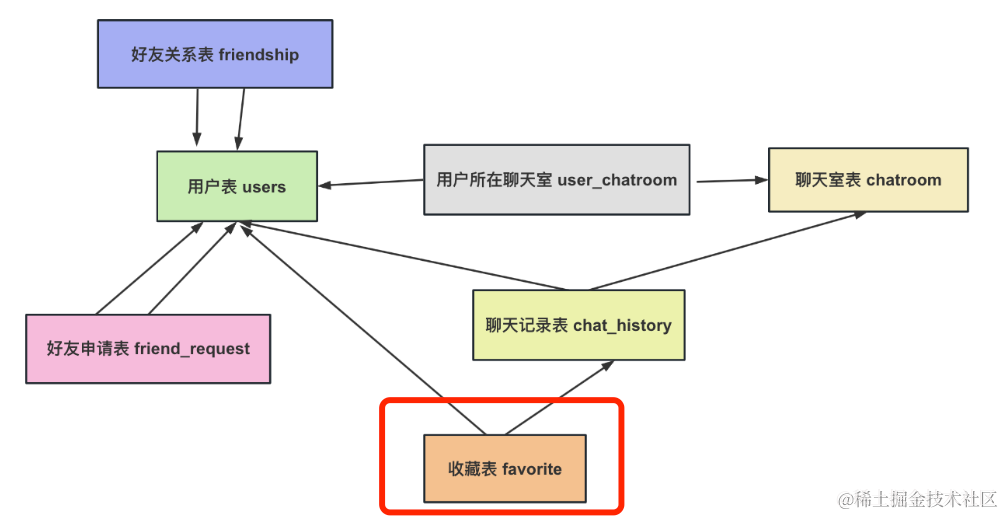 好友关系表 friendship
用户表 users
用户所在聊天室 user_chatroom
聊天室表 chatroom
好友申请表 friend_request
聊天记录表 chat_history
收藏表 favorite
@稀土掘金技术社区